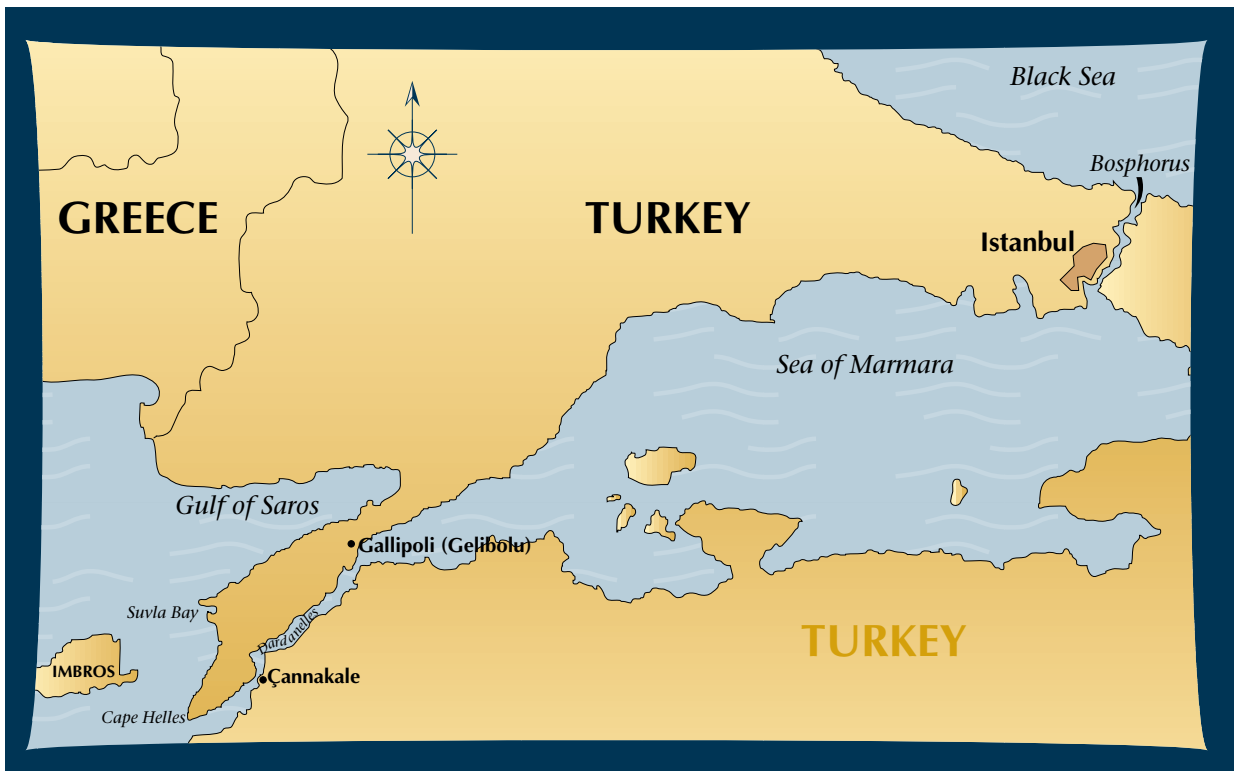 Black Sea
Bosphorus
GREECE
TURKEY
Istanbul
Sea of Marmara
Gulf of Saros
Gallipoli (Gelibolu)
Suvla Bay
Dardanelles
TURKEY
IMBROS
Çannakale
Cape Helles